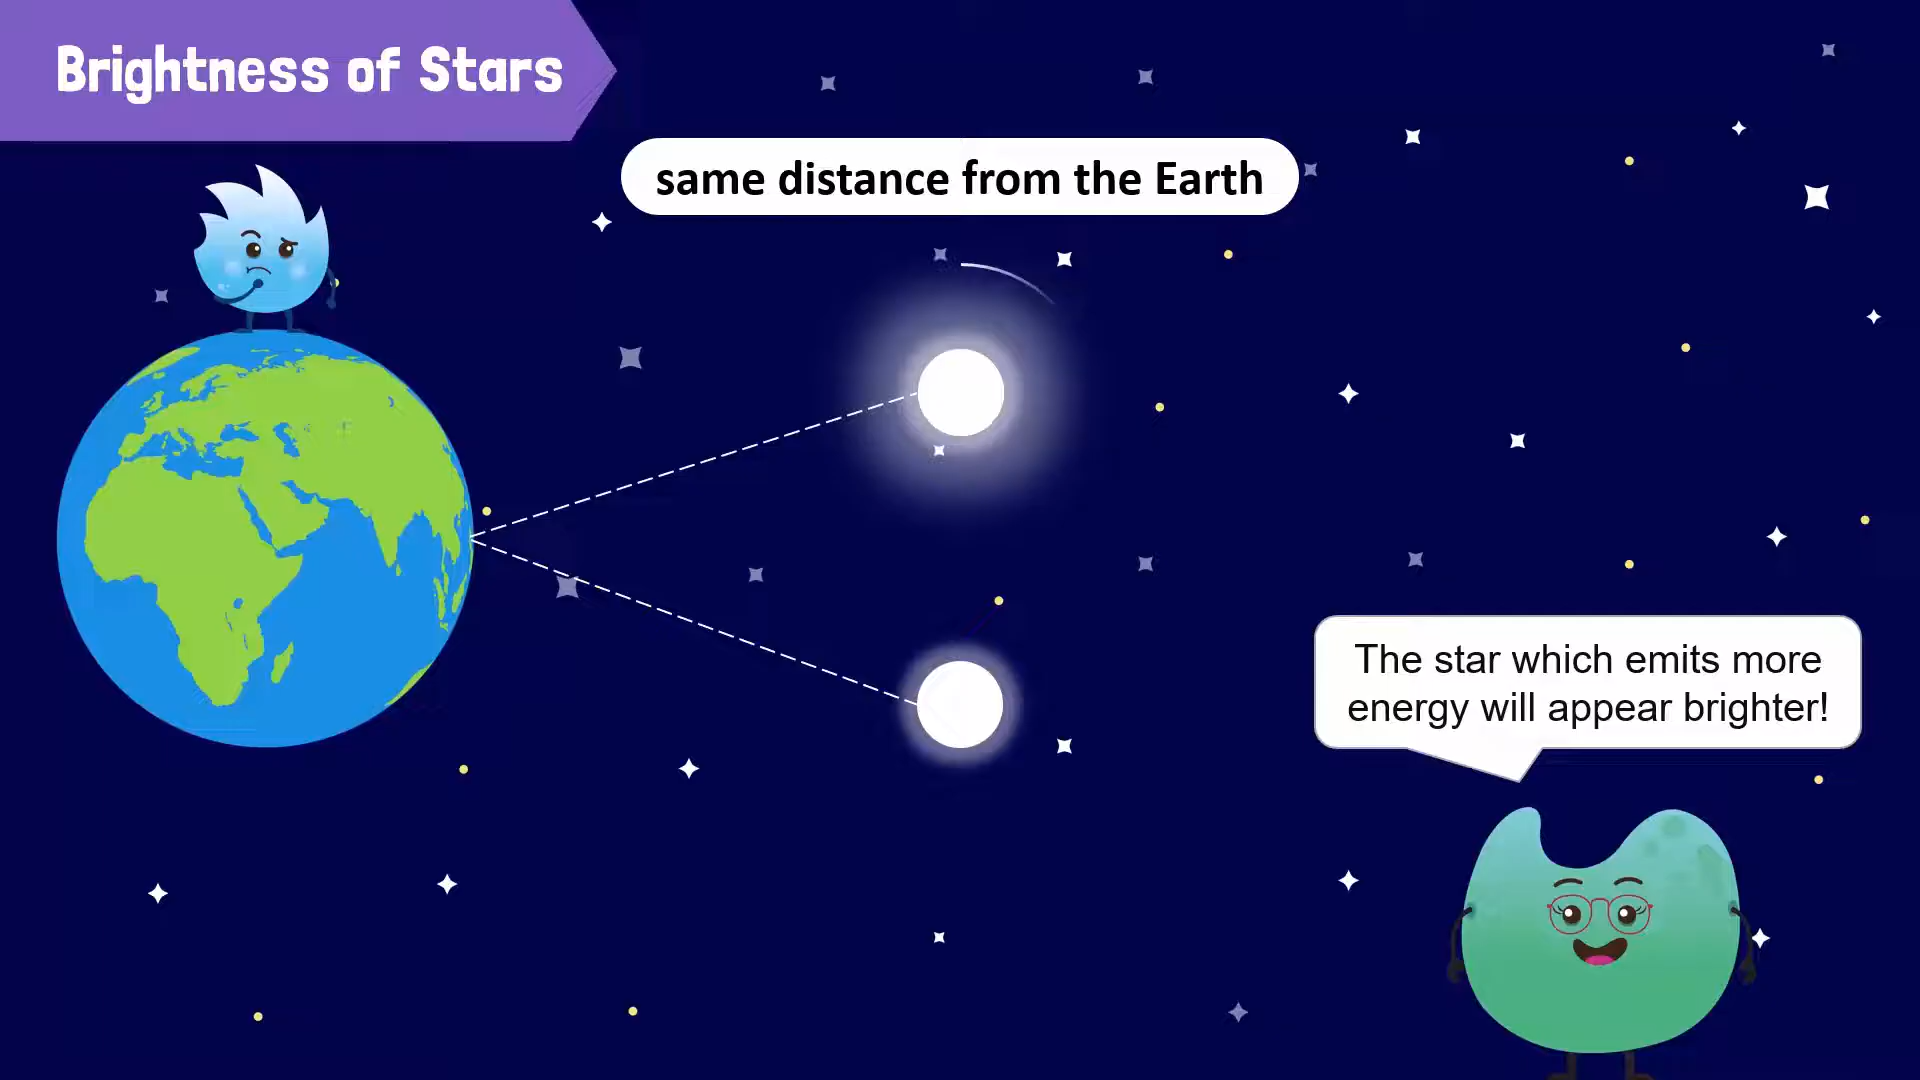 Brightness of Stars
same distance from the Earth
The star which emits more
energy will appear brighter!